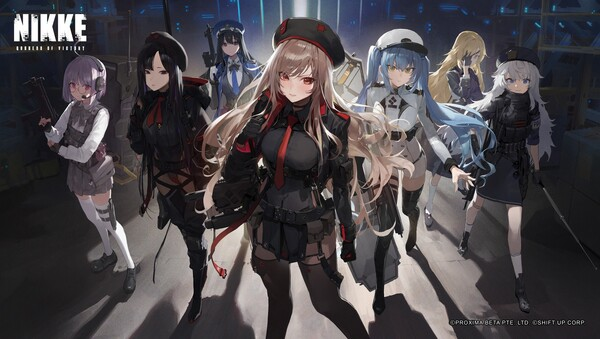 NIKKE
GODDESS OF VICTORY
©PROXIMA BETA PTE. LTD. ©SHIFT UP CORP.